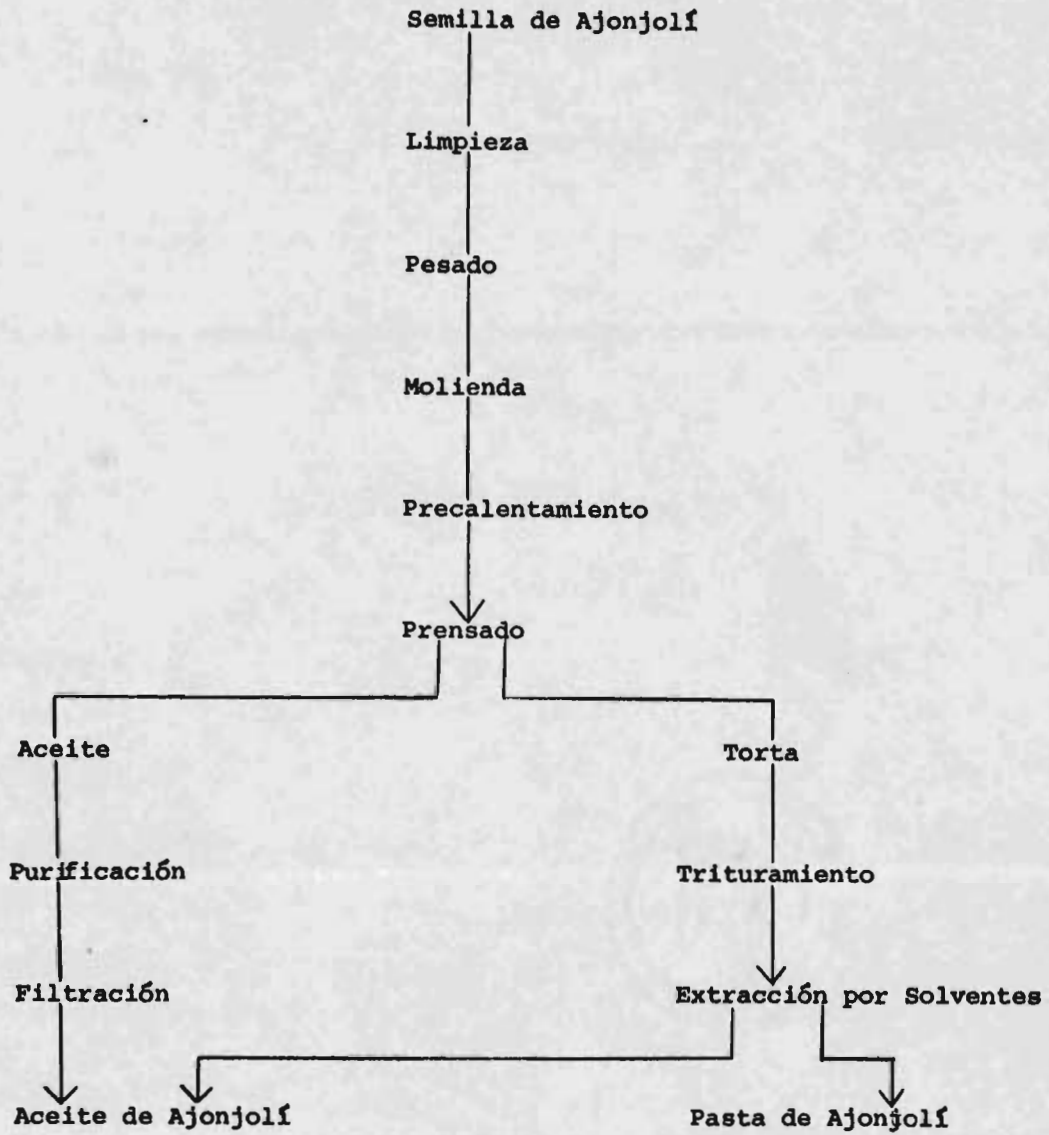 Semilla de Ajonjolí
Limpieza
Pesado
Molienda
Precalentamiento
Prensado
Aceite
Torta
Purificación
Trituramiento
Filtración
Extracción por Solventes
Aceite de Ajonjolí
Pasta de Ajonjolí